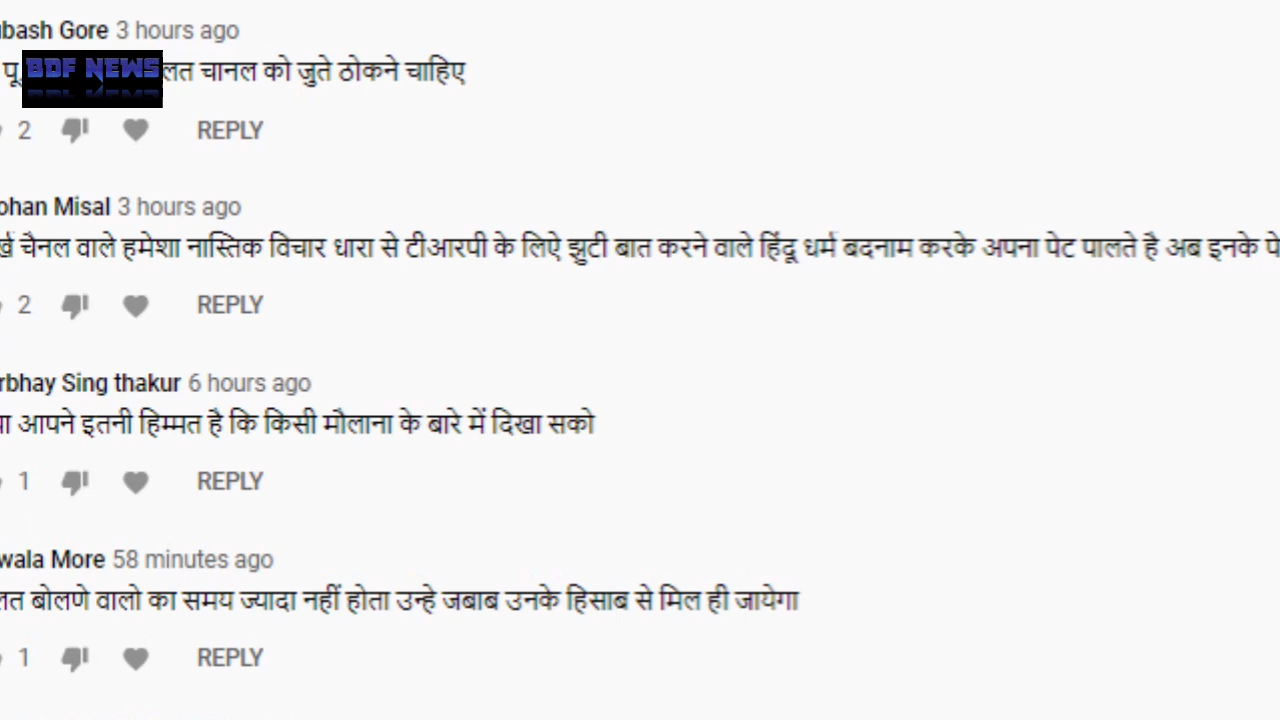 bash Gore 3 hours ago
BDF NEWS
पू. लत चानल को जुते ठोकने चाहिए
2 REPLY
ohan Misal 3 hours ago
र्ख चैनल वाले हमेशा नास्तिक विचार धारा से टीआरपी के लिऐ झुटी बात करने वाले हिंदू धर्म बदनाम करके अपना पेट पालते है अब इनके पे
2 REPLY
rbhay Sing thakur 6 hours ago
या आपने इतनी हिम्मत है कि किसी मौलाना के बारे में दिखा सको
1 REPLY
wala More 58 minutes ago
लत बोलणे वालो का समय ज्यादा नहीं होता उन्हे जबाब उनके हिसाब से मिल ही जायेगा
1 REPLY